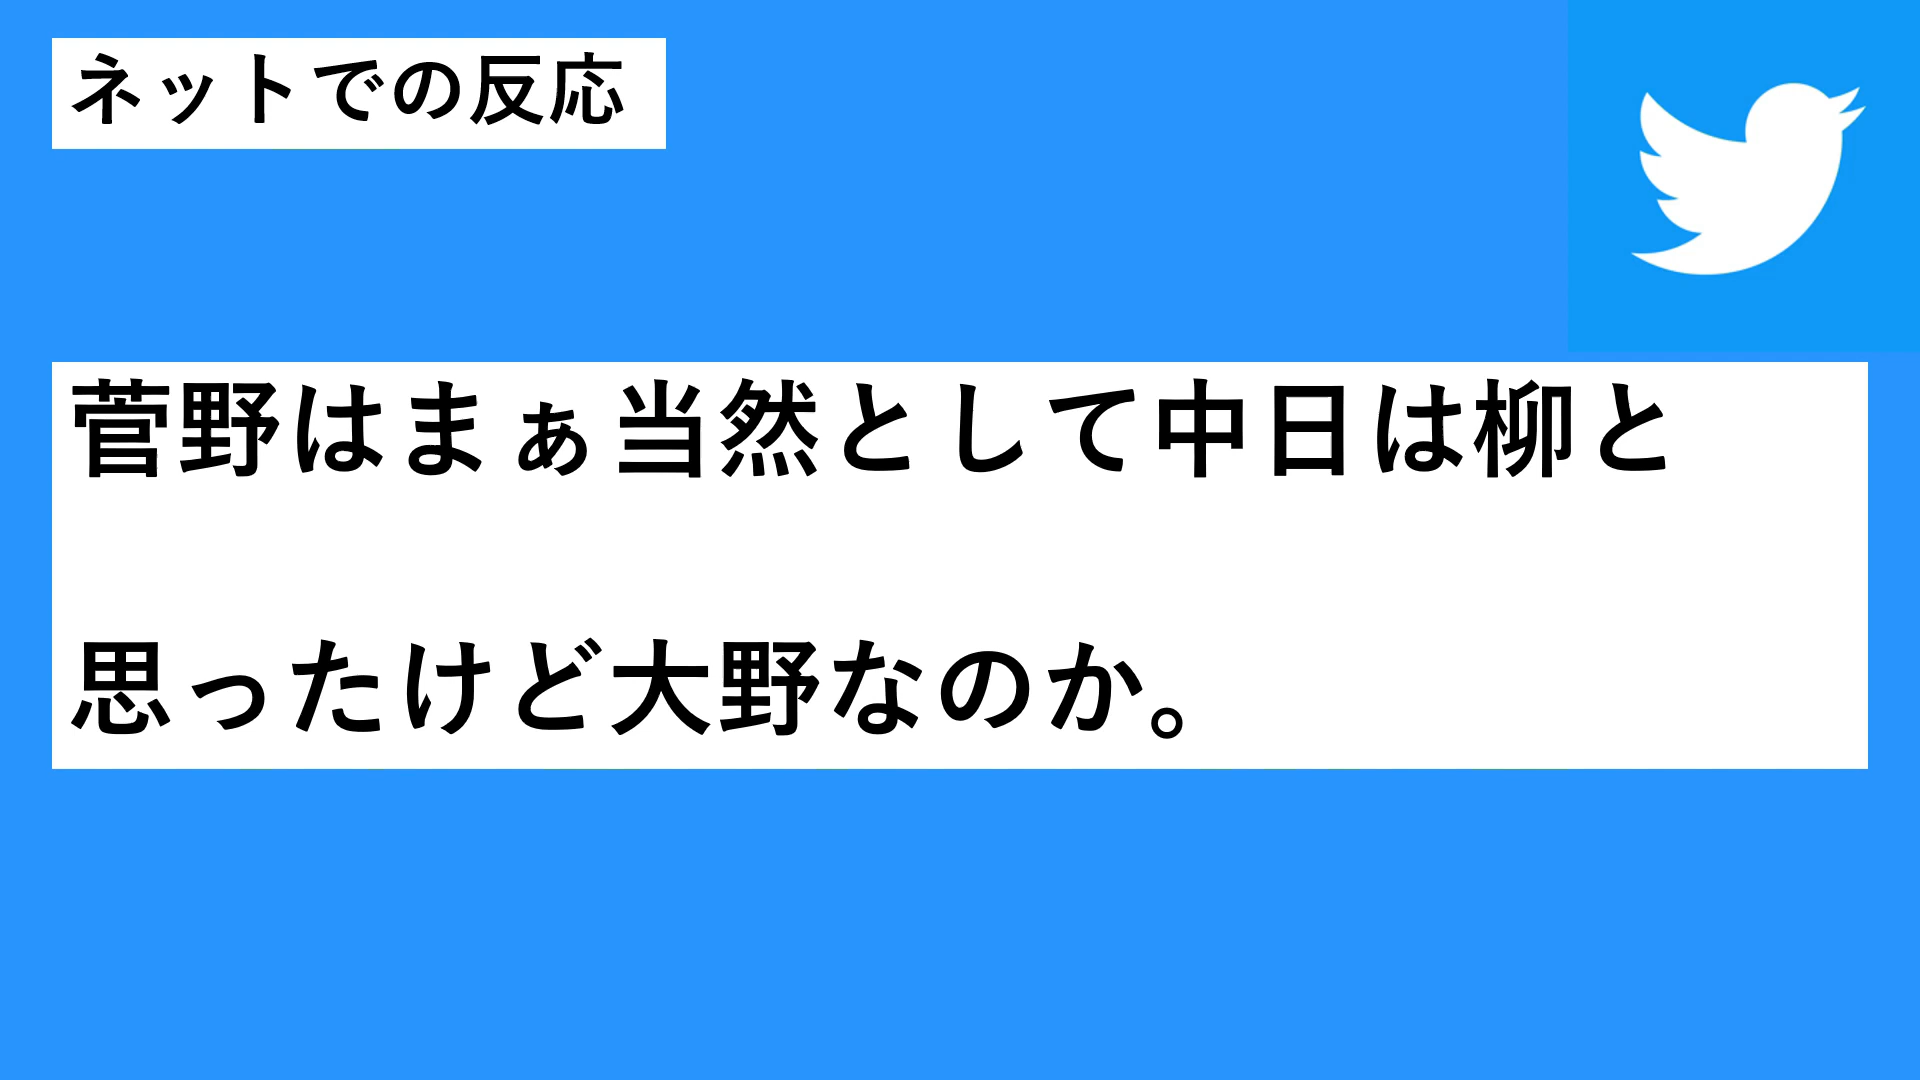 ネットでの反応
菅野はまぁ当然として中日は柳と
思ったけど大野なのか。